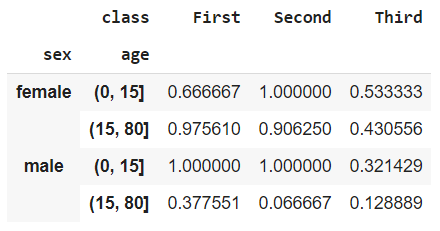 class First Second Third
sex age
female (0, 15] 0.666667 1.000000 0.533333
(15, 80] 0.975610 0.906250 0.430556
male (0, 15] 1.000000 1.000000 0.321429
(15, 80] 0.377551 0.066667 0.128889